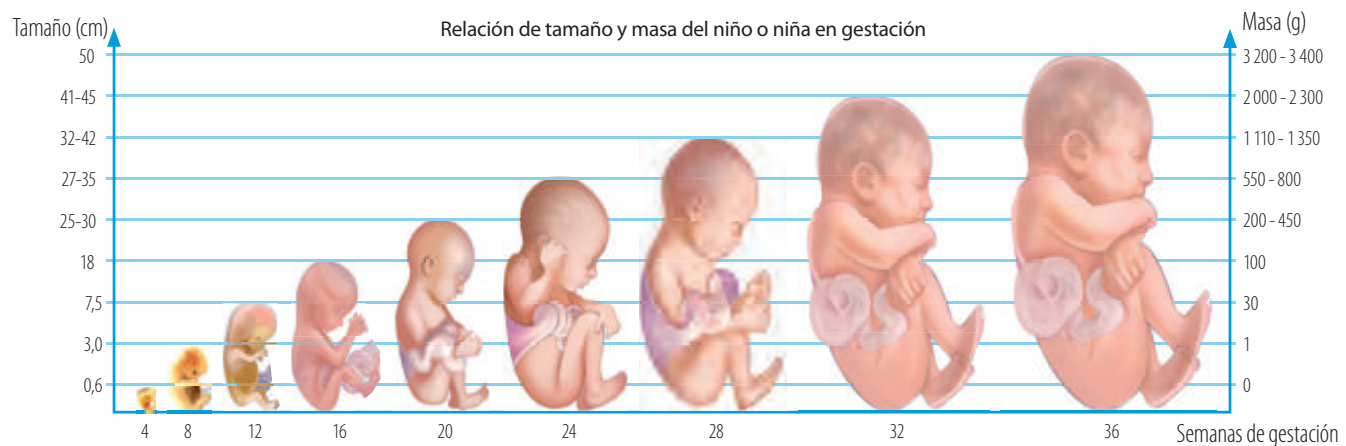 Relación de tamaño y masa del niño o niña en gestación
Tamaño (cm)
50
41-45
32-42
27-35
25-30
18
7,5
3,0
0,6
Masa (g)
3 200 - 3 400
2 000 - 2 300
1 110 - 1 350
550 - 800
200 - 450
100
30
1
0
4 8 12 16 20 24 28 32 36 Semanas de gestación